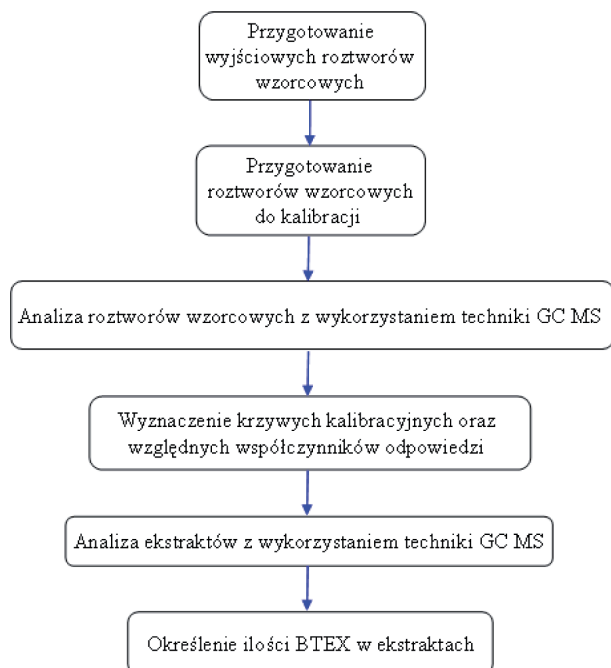 Przygotowanie
wyjściowych roztworów
wzorcowych
Przygotowanie
roztworów wzorcowych
do kalibracji
Analiza roztworów wzorcowych z wykorzystaniem techniki GC MS
Wyznaczenie krzywych kalibracyjnych oraz
względnych współczynników odpowiedzi
Analiza ekstraktów z wykorzystaniem techniki GC MS
Określenie ilości BTEX w ekstraktach